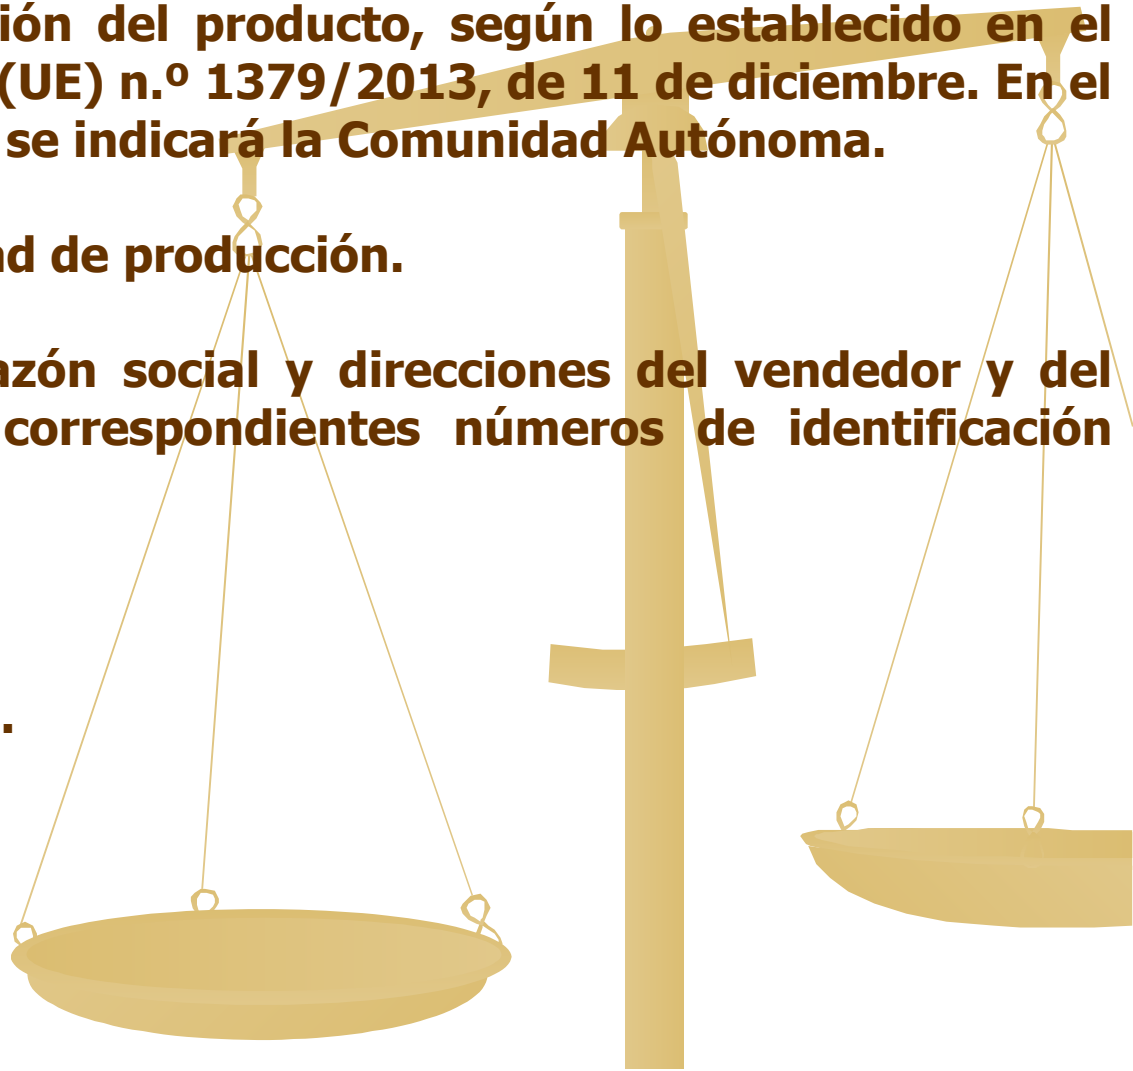 ión del producto, según lo establecido en el
(UE) n.º 1379/2013, de 11 de diciembre. En el
se indicará la Comunidad Autónoma.
ad de producción.
azón social y direcciones del vendedor y del
correspondientes números de identificación
.